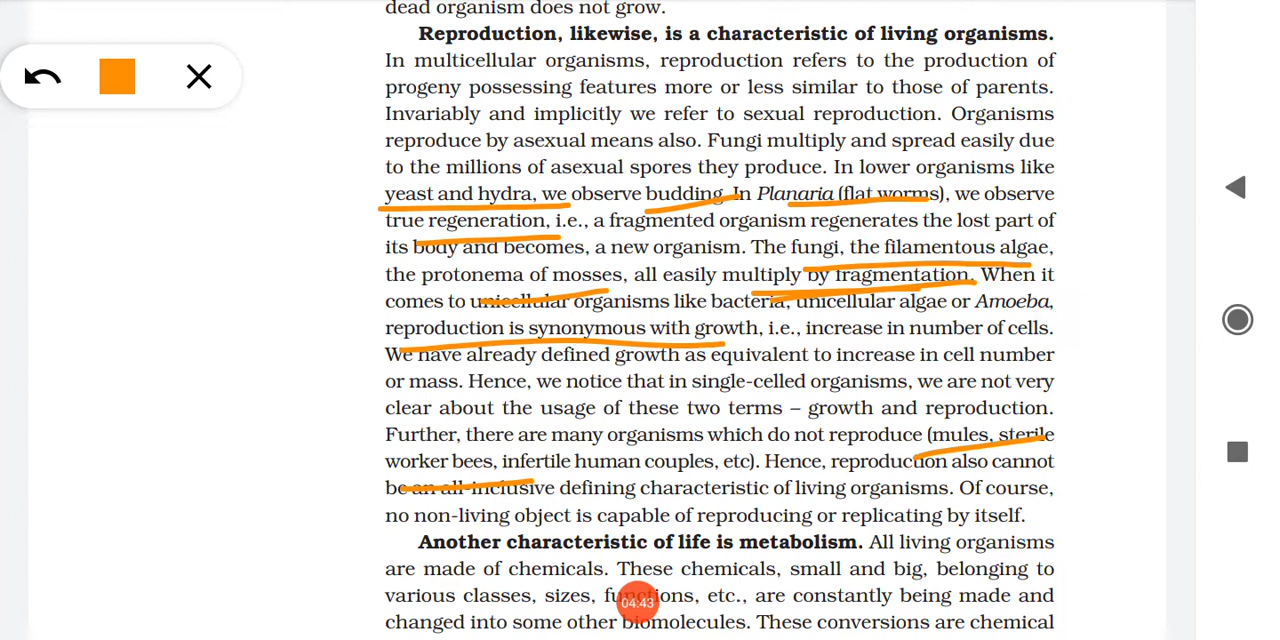 dead organism does not grow.
Reproduction, likewise, is a characteristic of living organisms.
In multicellular organisms, reproduction refers to the production of
progeny possessing features more or less similar to those of parents.
Invariably and implicitly we refer to sexual reproduction. Organisms
reproduce by asexual means also. Fungi multiply and spread easily due
to the millions of asexual spores they produce. In lower organisms like
yeast and hydra, we observe budding. In Planaria (flat worms), we observe
true regeneration, i.e., a fragmented organism regenerates the lost part of
its body and becomes, a new organism. The fungi, the filamentous algae,
the protonema of mosses, all easily multiply by fragmentation. When it
comes to unicellular organisms like bacteria, unicellular algae or Amoeba,
reproduction is synonymous with growth, i.e., increase in number of cells.
We have already defined growth as equivalent to increase in cell number
or mass. Hence, we notice that in single-celled organisms, we are not very
clear about the usage of these two terms – growth and reproduction.
Further, there are many organisms which do not reproduce (mules, sterile
worker bees, infertile human couples, etc). Hence, reproduction also cannot
be an all-inclusive defining characteristic of living organisms. Of course,
no non-living object is capable of reproducing or replicating by itself.
Another characteristic of life is metabolism. All living organisms
are made of chemicals. These chemicals, small and big, belonging to
various classes, sizes, functions, etc., are constantly being made and
04:43
changed into some other biomolecules. These conversions are chemical